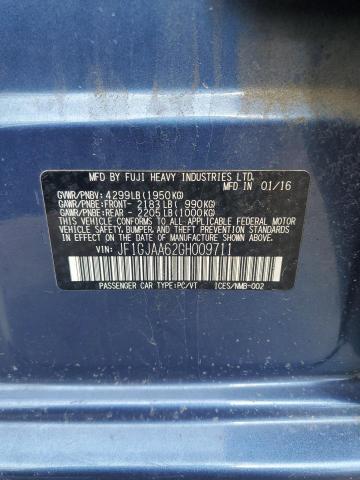 MFD BY FUJI HEAVY INDUSTRIES LTD.
MFD IN 01/16
GVWR/PNBV: 4299LB (1950KG)
GAWR/PNBE: FRONT- 2183LB ( 990KG)
GAWR/PNBE: REAR - 2205LB (1000KG)
THIS VEHICLE CONFORMS TO ALL APPLICABLE FEDERAL MOTOR
VEHICLE SAFETY, BUMPER, AND THEFT PREVENTION STANDARDS
IN EFFECT ON THE DATE OF MANUFACTURE SHOWN ABOVE.
VIN: JF1GJAA62GH009711
PASSENGER CAR TYPE:PC/VT ICES/NMB-002